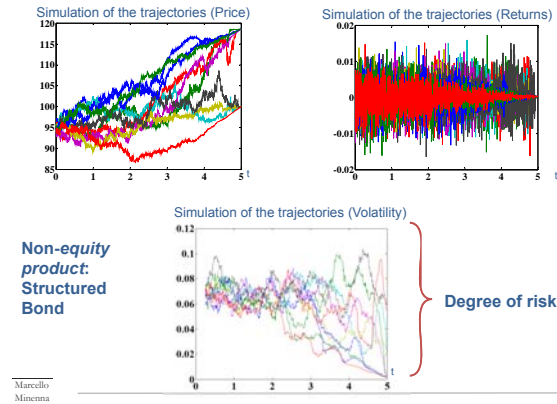 Simulation of the trajectories (Price)
120
115
110
105
100
95
90
85
0 1 2 3 4 5 t
Simulation of the trajectories (Returns)
0.02
0.01
0
-0.01
-0.02
0 1 2 3 4 5
t
Simulation of the trajectories (Volatility)
0.12
0.1
0.08
0.06
0.04
0.02
0
0 1 2 3 4 5
t
Non-equity
product:
Structured
Bond
Degree of risk
Marcello
Minenna